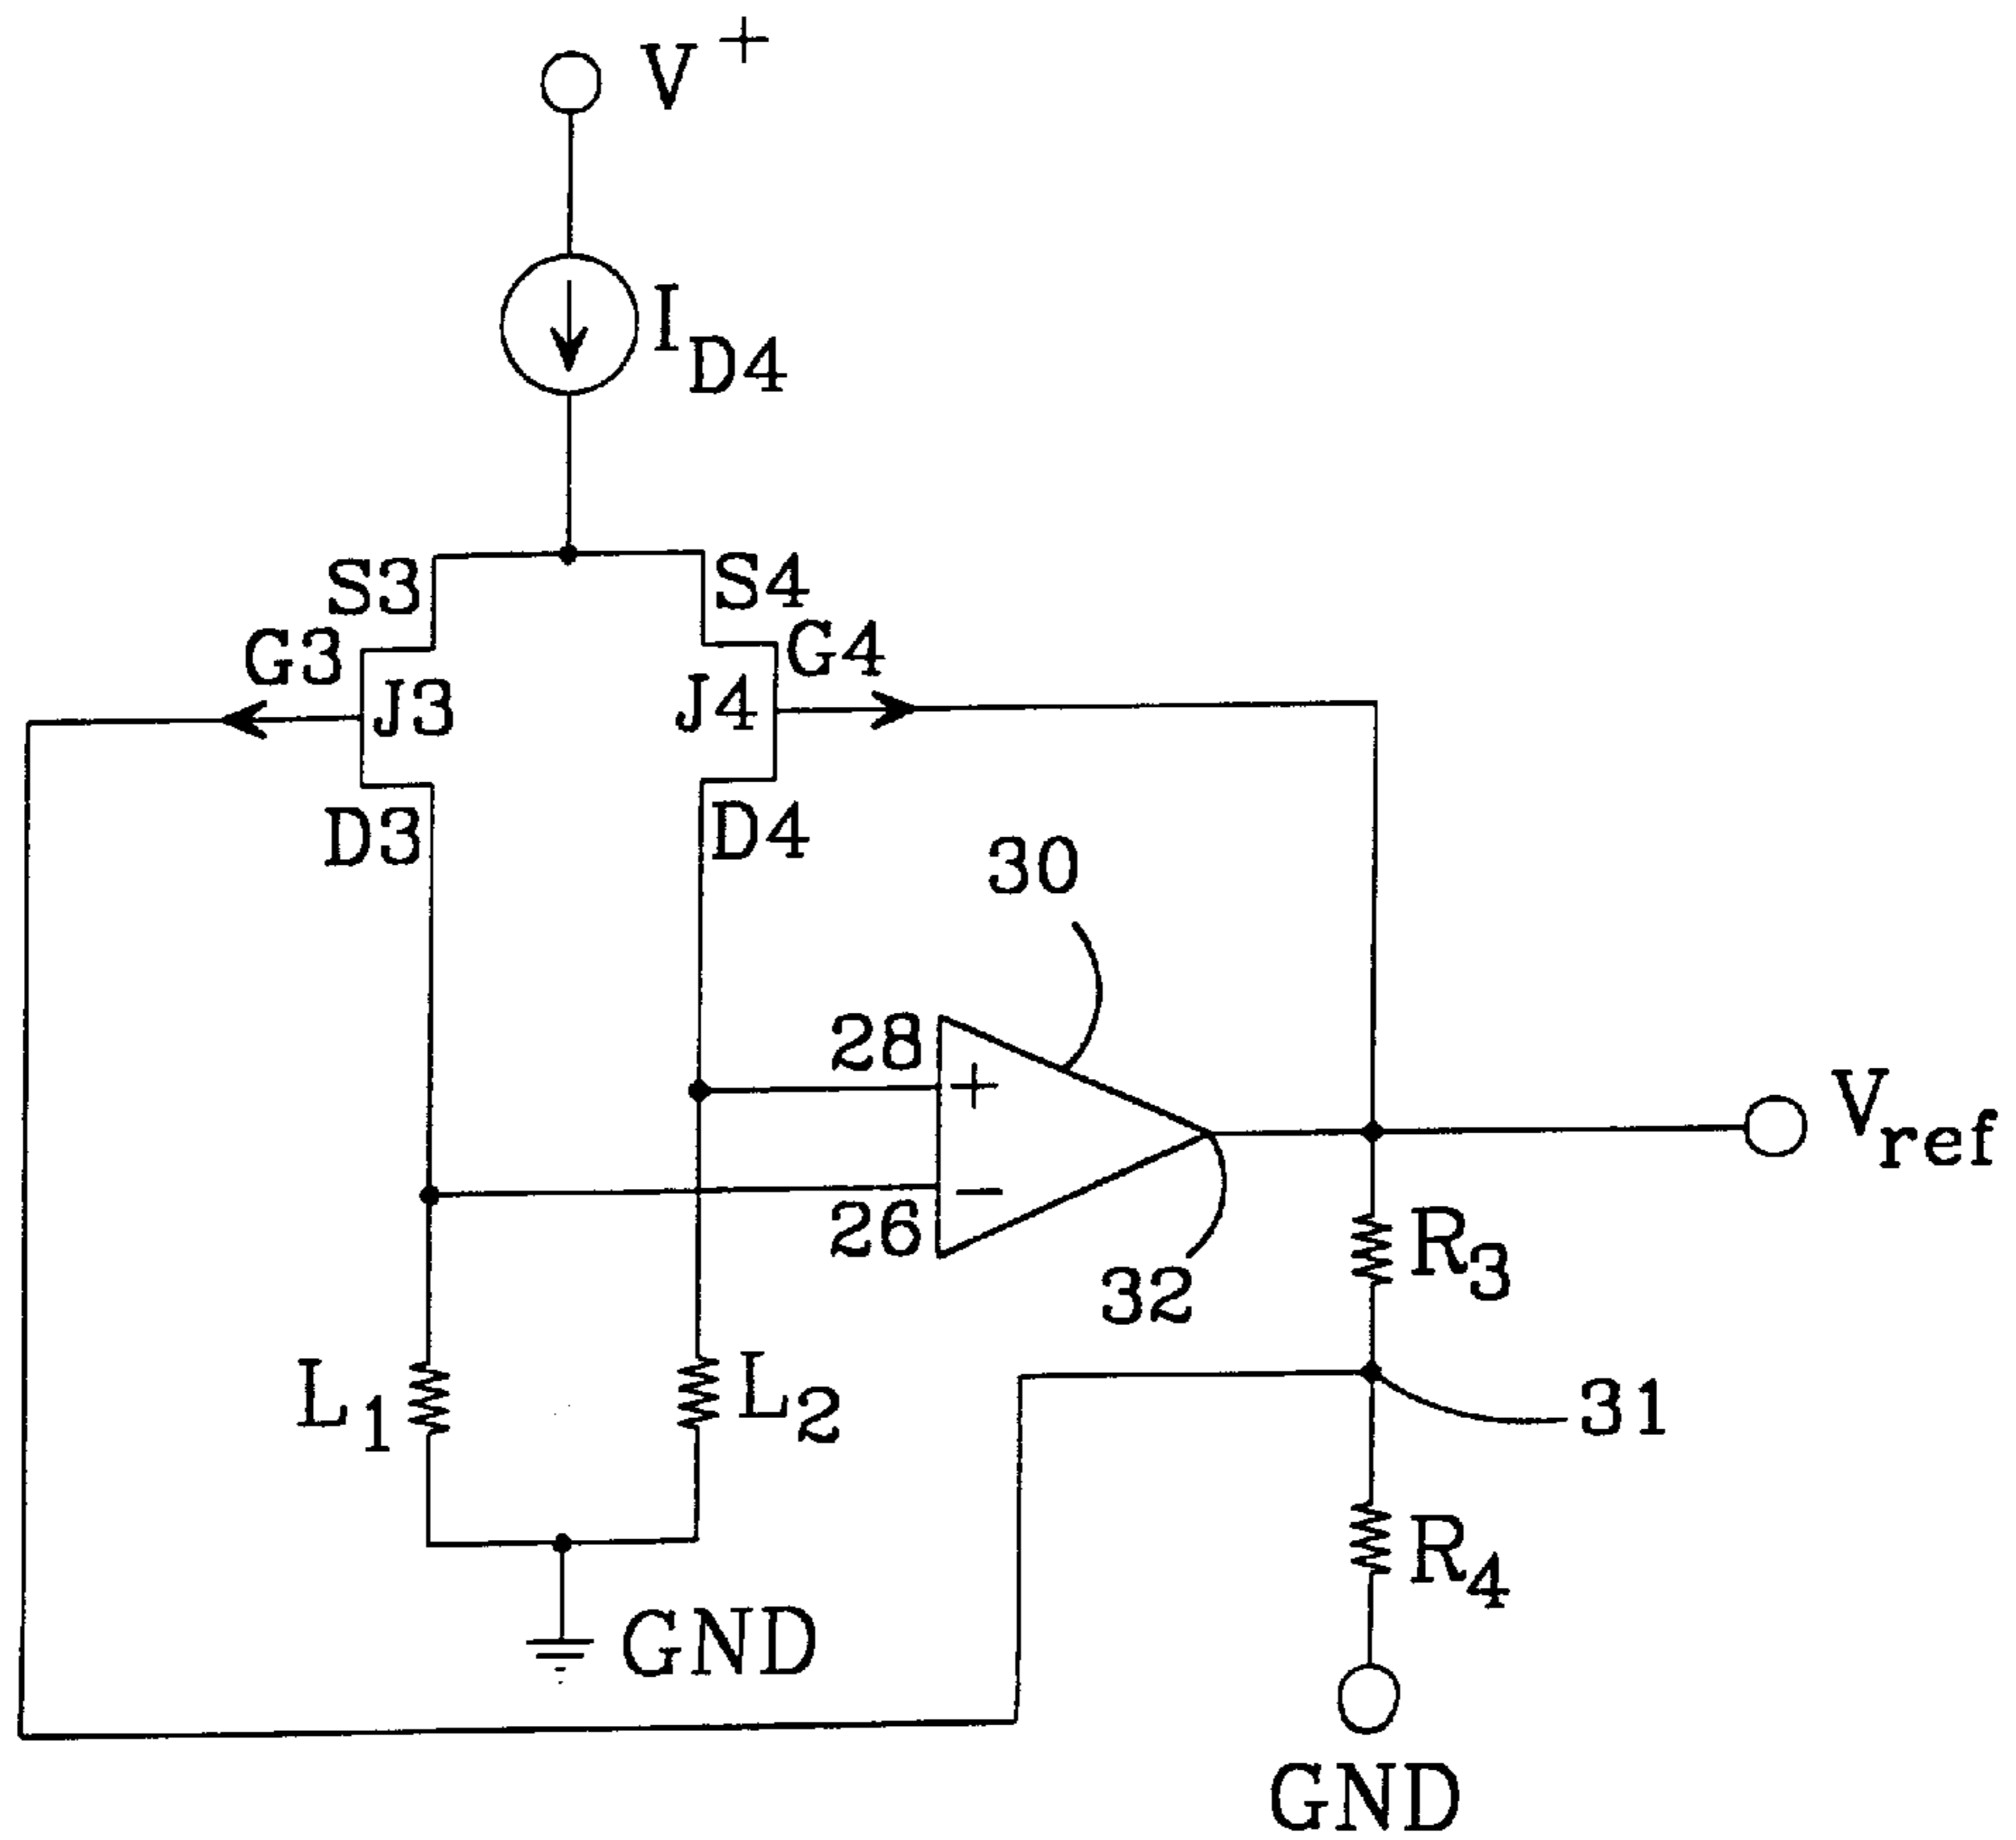 V+
ID4
S3
S4
G3
G4
J3
J4
D3
D4
30
28
+
Vref
26
−
R3
32
L1
L2
31
R4
GND
GND